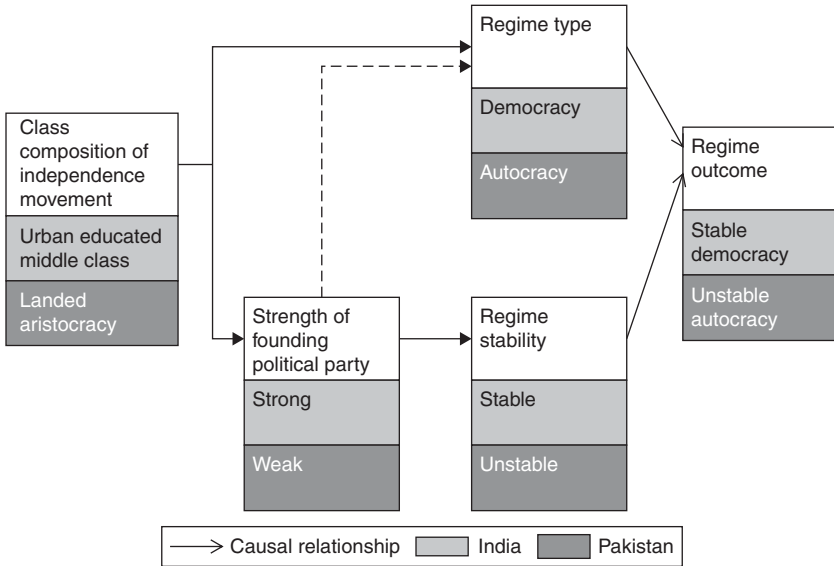 Class
composition of
independence
movement
Urban educated
middle class
Landed
aristocracy
Strength of
founding
political party
Strong
Weak
Regime type
Democracy
Autocracy
Regime
stability
Stable
Unstable
Regime
outcome
Stable
democracy
Unstable
autocracy
Causal relationship India Pakistan